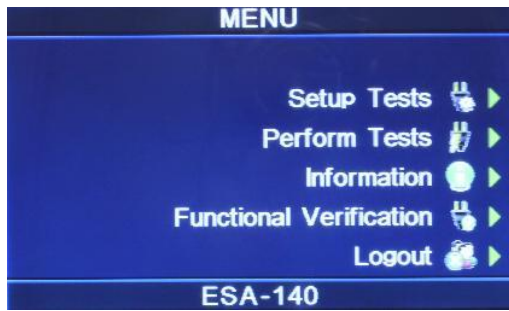 MENU
Setup Tests
Perform Tests
Information
Functional Verification
Logout
ESA-140